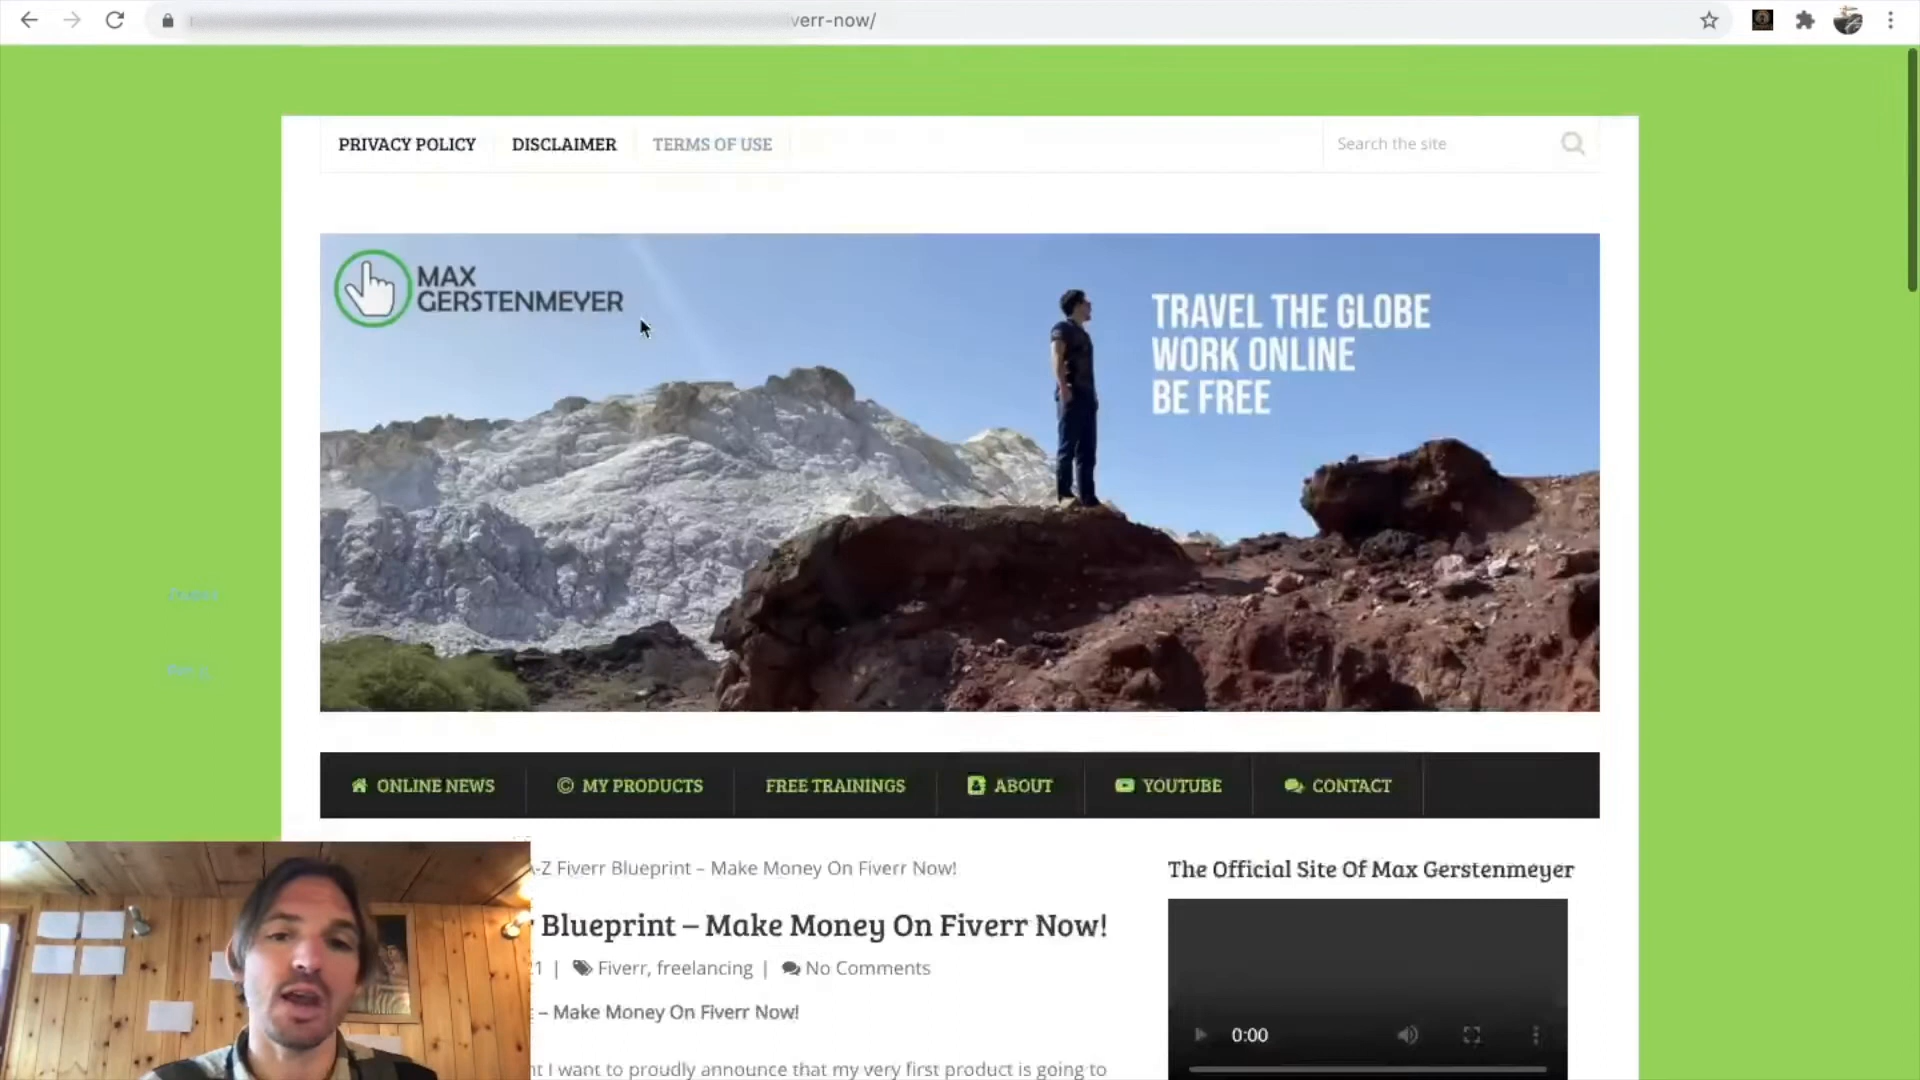 verr-now/
PRIVACY POLICY DISCLAIMER TERMS OF USE Search the site
MAX
GERSTENMEYER
TRAVEL THE GLOBE
WORK ONLINE
BE FREE
ONLINE NEWS © MY PRODUCTS FREE TRAININGS ABOUT YOUTUBE CONTACT
A-Z Fiverr Blueprint – Make Money On Fiverr Now!
Blueprint – Make Money On Fiverr Now!
21 | Fiverr, freelancing | No Comments
– Make Money On Fiverr Now!
I want to proudly announce that my very first product is going to
The Official Site Of Max Gerstenmeyer
0:00